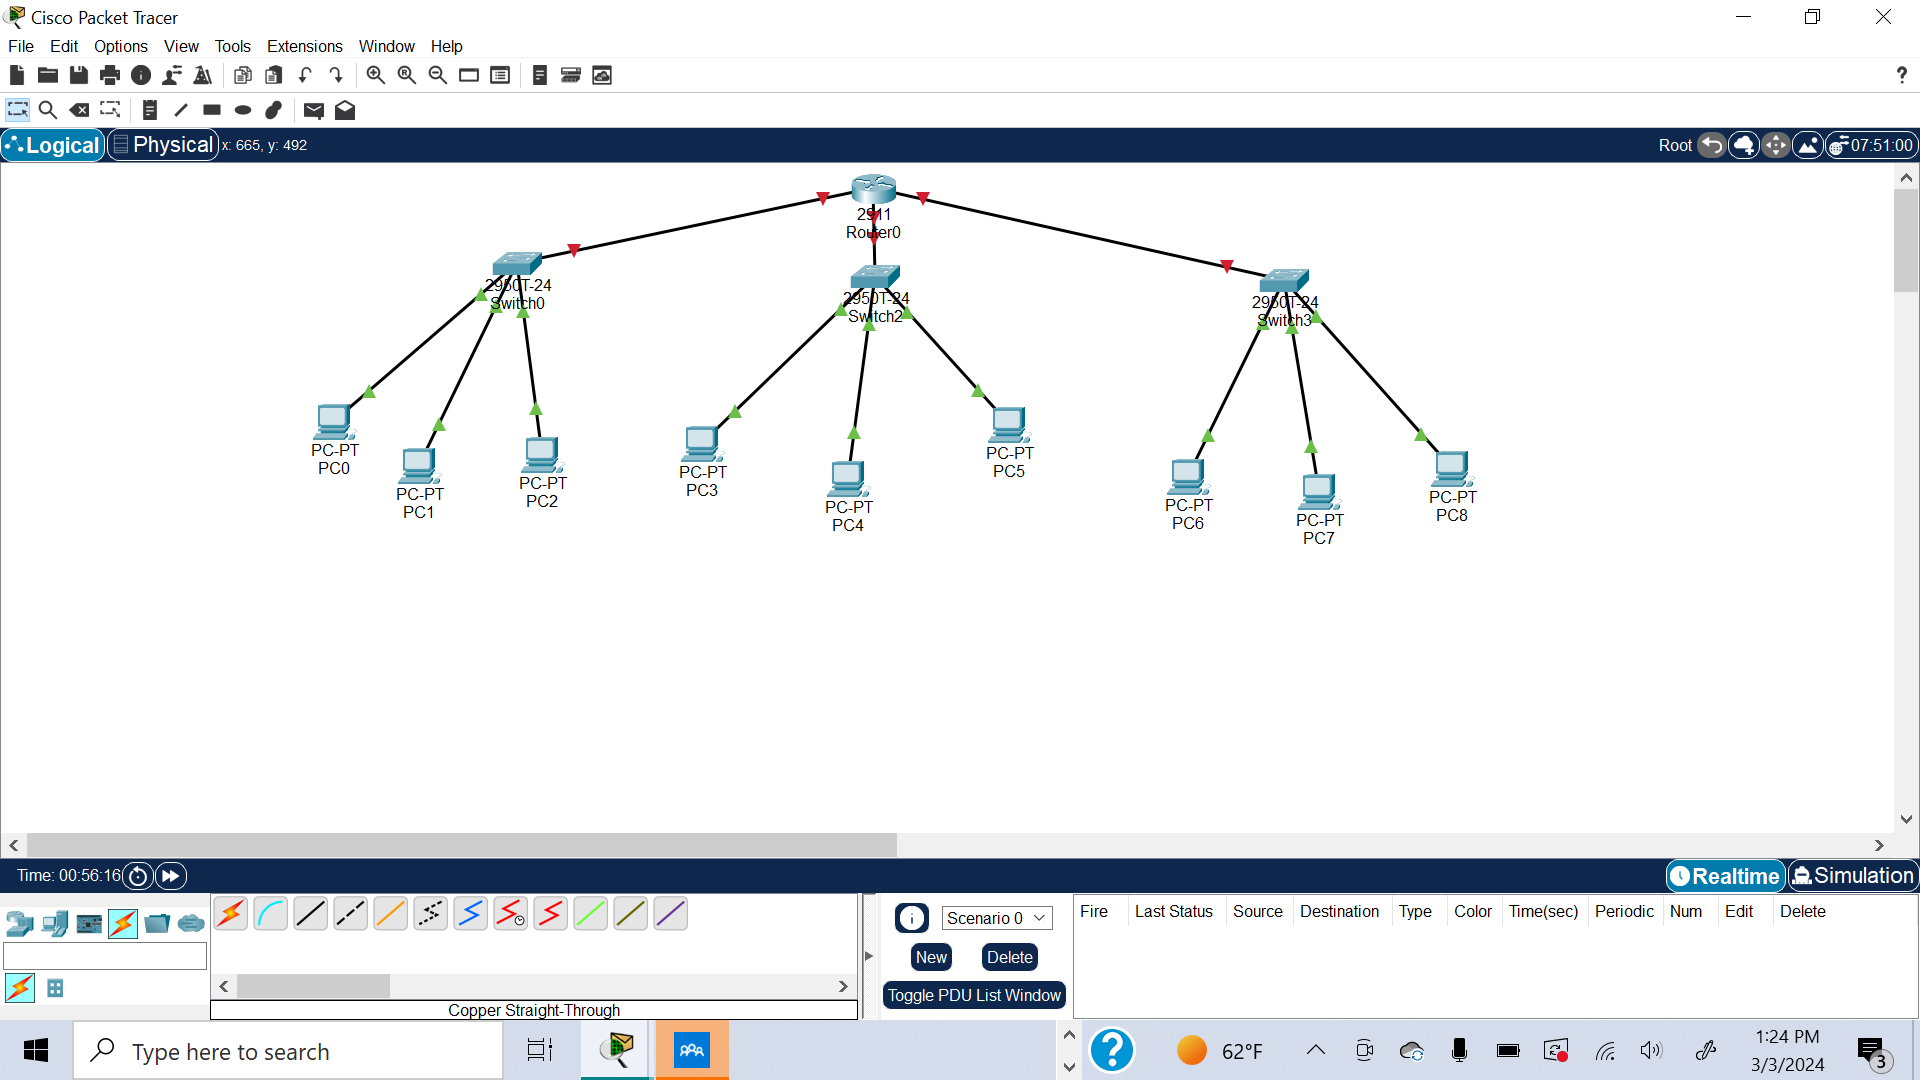 Cisco Packet Tracer
File Edit Options View Tools Extensions Window Help
?
Logical Physical x: 665, y: 492 Root 07:51:00
2911
Router0
2950T-24
Switch0
2950T-24
Switch2
2950T-24
Switch3
PC-PT
PC0
PC-PT
PC1
PC-PT
PC2
PC-PT
PC3
PC-PT
PC4
PC-PT
PC5
PC-PT
PC6
PC-PT
PC7
PC-PT
PC8
Time: 00:56:16 Realtime Simulation
Scenario 0
New Delete
Toggle PDU List Window
Fire Last Status Source Destination Type Color Time(sec) Periodic Num Edit Delete
Copper Straight-Through
Type here to search
? 62°F
1:24 PM
3/3/2024
3